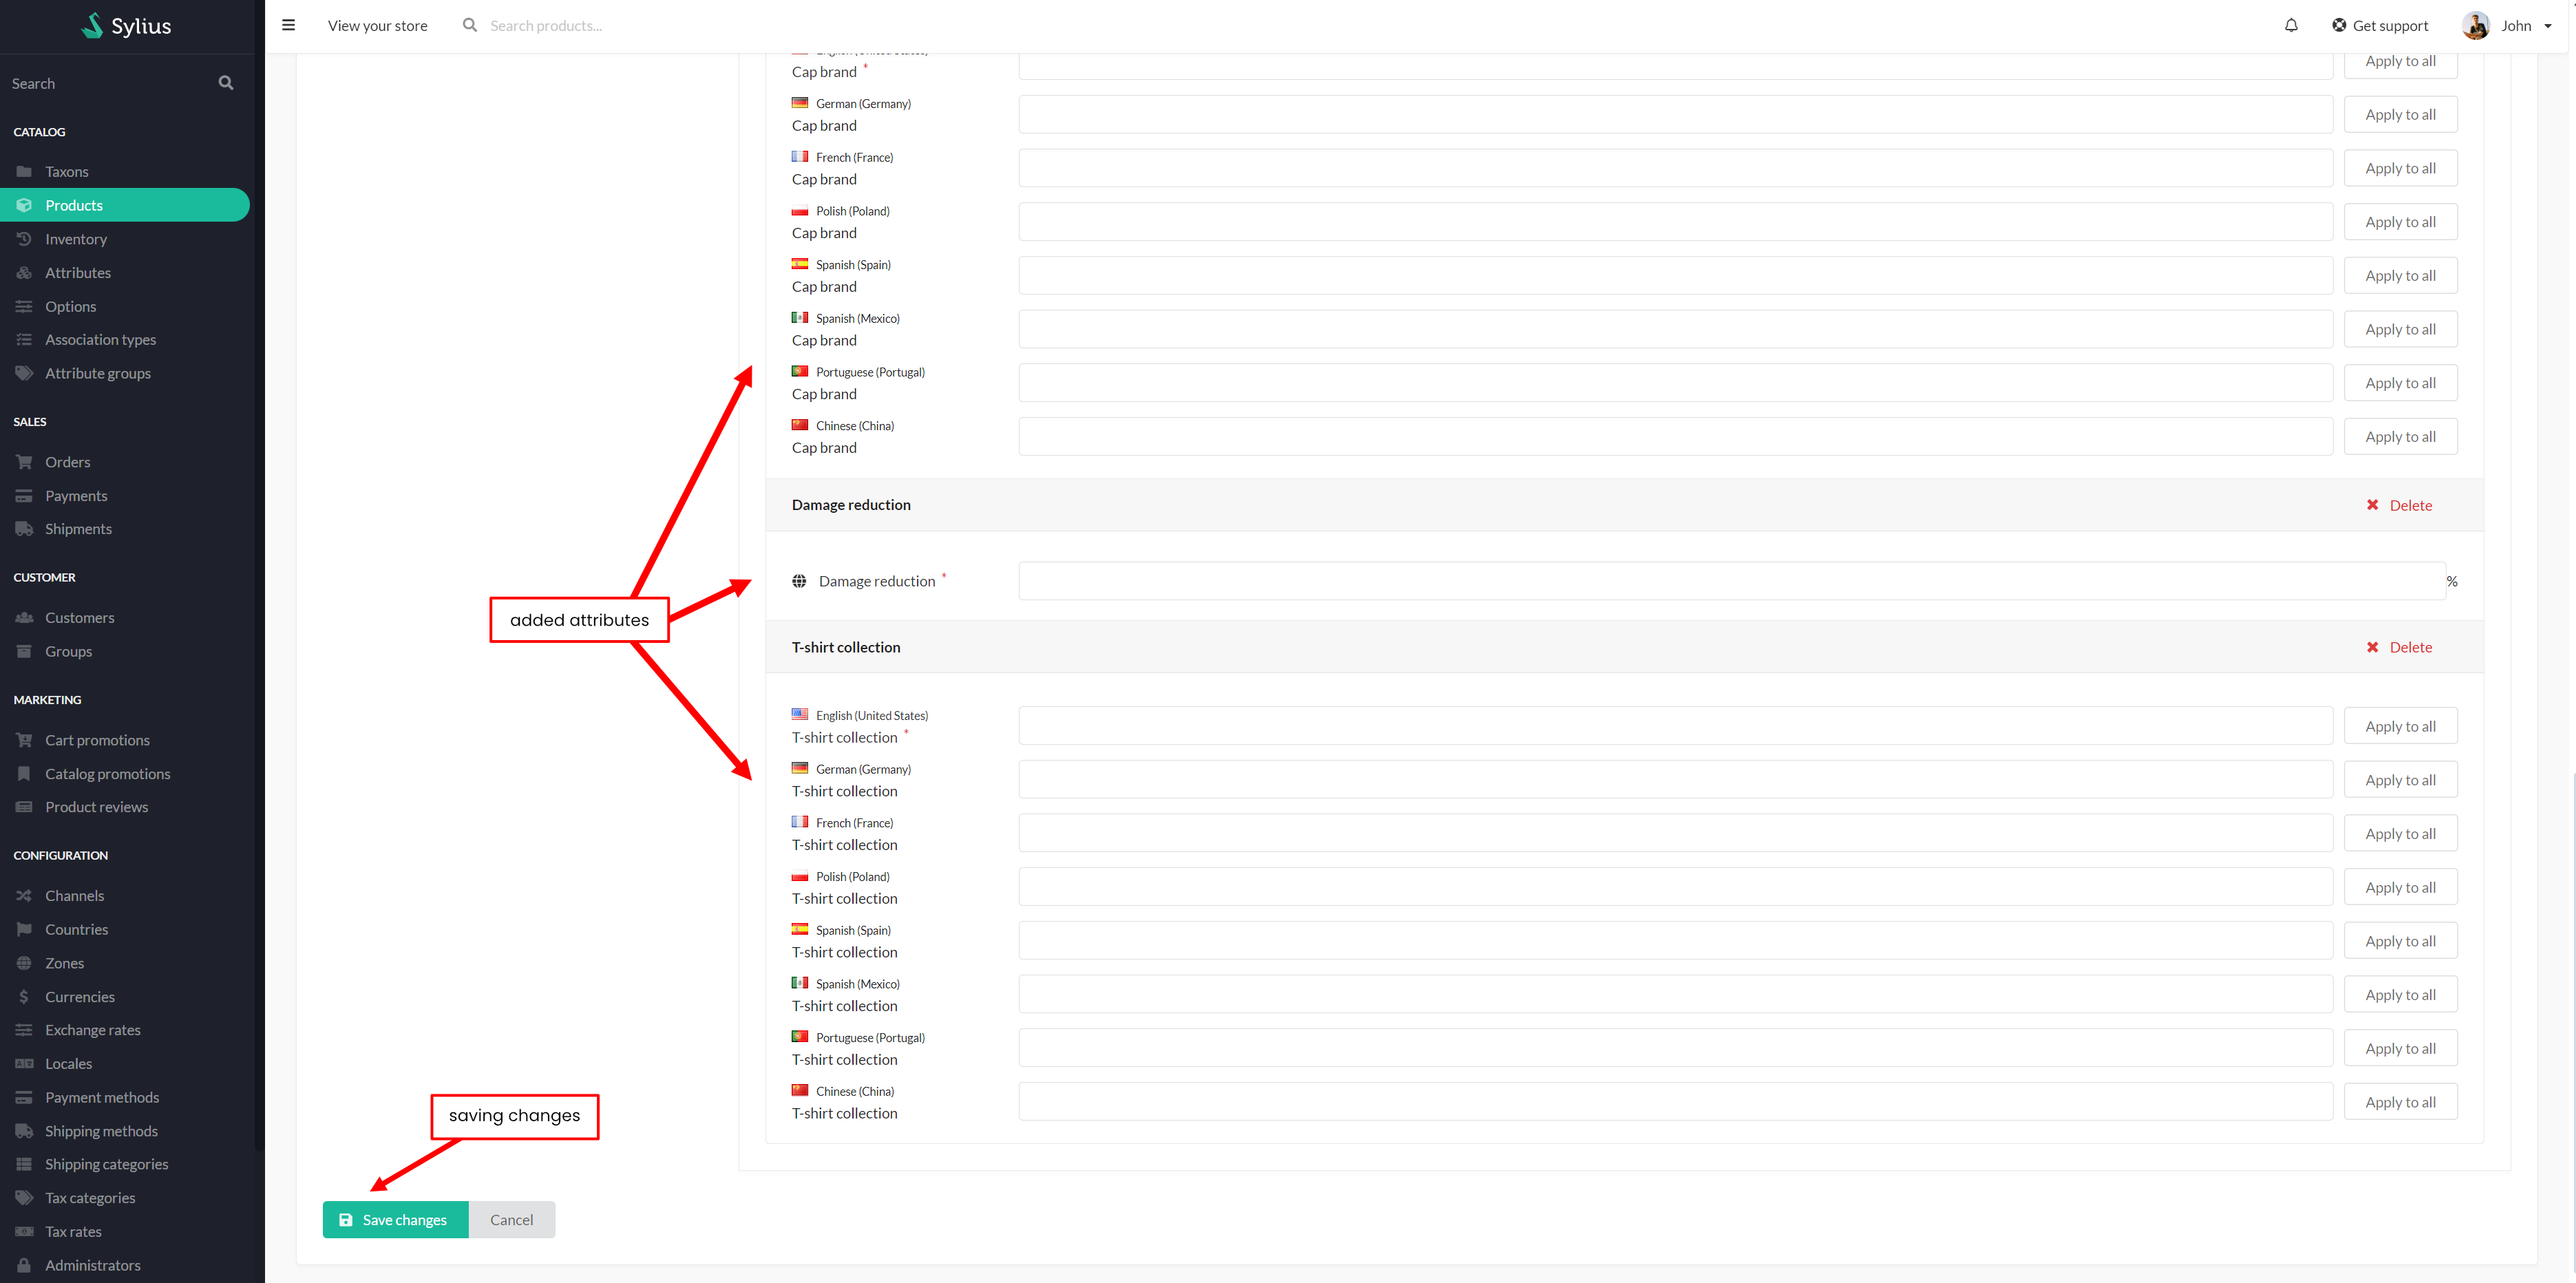 Sylius
View your store
Search products...
Get support
John
Search
CATALOG
Taxons
Products
Inventory
Attributes
Options
Association types
Attribute groups
SALES
Orders
Payments
Shipments
CUSTOMER
Customers
Groups
MARKETING
Cart promotions
Catalog promotions
Product reviews
CONFIGURATION
Channels
Countries
Zones
Currencies
Exchange rates
Locales
Payment methods
Shipping methods
Shipping categories
Tax categories
Tax rates
Administrators
English (United States)
Cap brand *
Apply to all
German (Germany)
Cap brand
Apply to all
French (France)
Cap brand
Apply to all
Polish (Poland)
Cap brand
Apply to all
Spanish (Spain)
Cap brand
Apply to all
Spanish (Mexico)
Cap brand
Apply to all
Portuguese (Portugal)
Cap brand
Apply to all
Chinese (China)
Cap brand
Apply to all
Damage reduction
Delete
Damage reduction *
%
added attributes
T-shirt collection
Delete
English (United States)
T-shirt collection *
Apply to all
German (Germany)
T-shirt collection
Apply to all
French (France)
T-shirt collection
Apply to all
Polish (Poland)
T-shirt collection
Apply to all
Spanish (Spain)
T-shirt collection
Apply to all
Spanish (Mexico)
T-shirt collection
Apply to all
Portuguese (Portugal)
T-shirt collection
Apply to all
Chinese (China)
T-shirt collection
Apply to all
saving changes
Save changes
Cancel